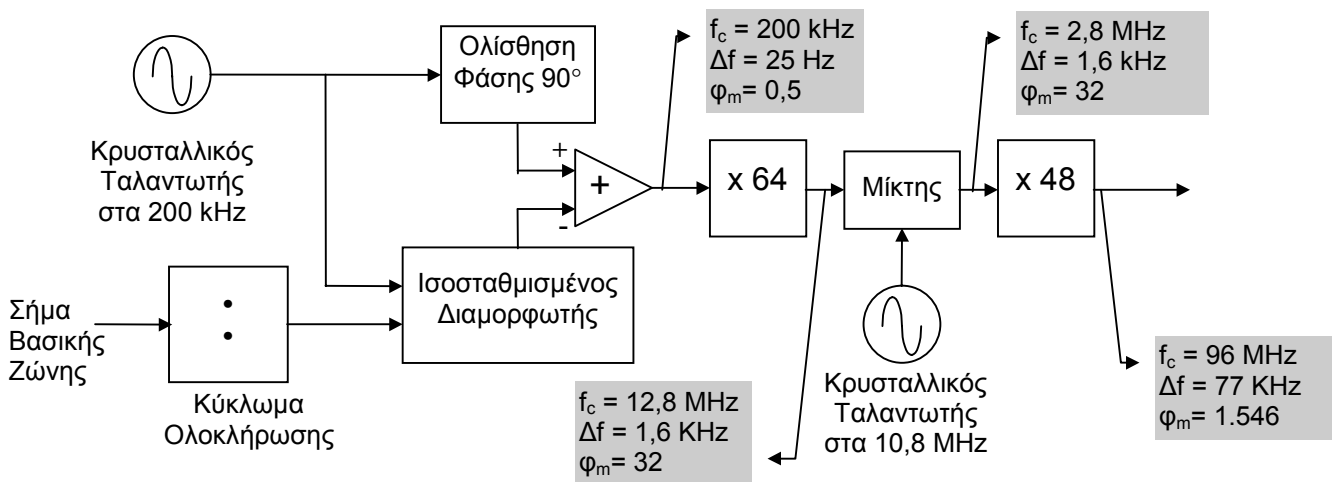 Ολίσθηση
Φάσης 90°
Κρυσταλλικός
Ταλαντωτής
στα 200 kHz
+
-
+
f_c = 200 kHz
Δf = 25 Hz
φ_m= 0,5
f_c = 2,8 MHz
Δf = 1,6 kHz
φ_m= 32
x 64
Μίκτης
x 48
Σήμα
Βασικής
Ζώνης
:
Κύκλωμα
Ολοκλήρωσης
Ισοσταθμισμένος
Διαμορφωτής
f_c = 12,8 MHz
Δf = 1,6 KHz
φ_m= 32
Κρυσταλλικός
Ταλαντωτής
στα 10,8 MHz
f_c = 96 MHz
Δf = 77 KHz
φ_m= 1.546